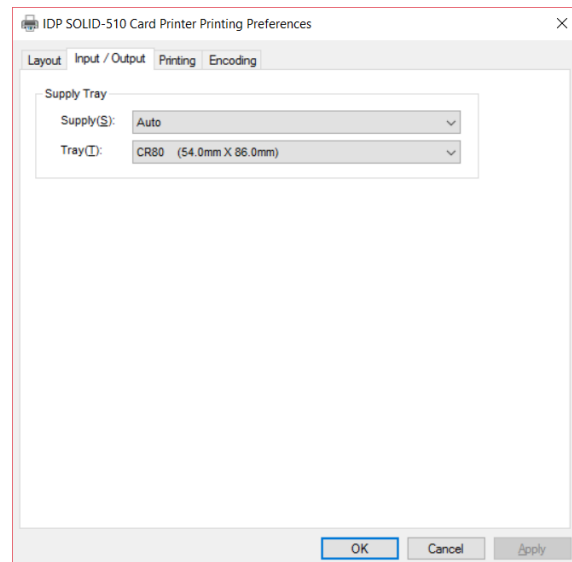 IDP SOLID-510 Card Printer Printing Preferences
Layout Input / Output Printing Encoding
Supply Tray
Supply(S): Auto
Tray(T): CR80 (54.0mm X 86.0mm)
OK Cancel Apply